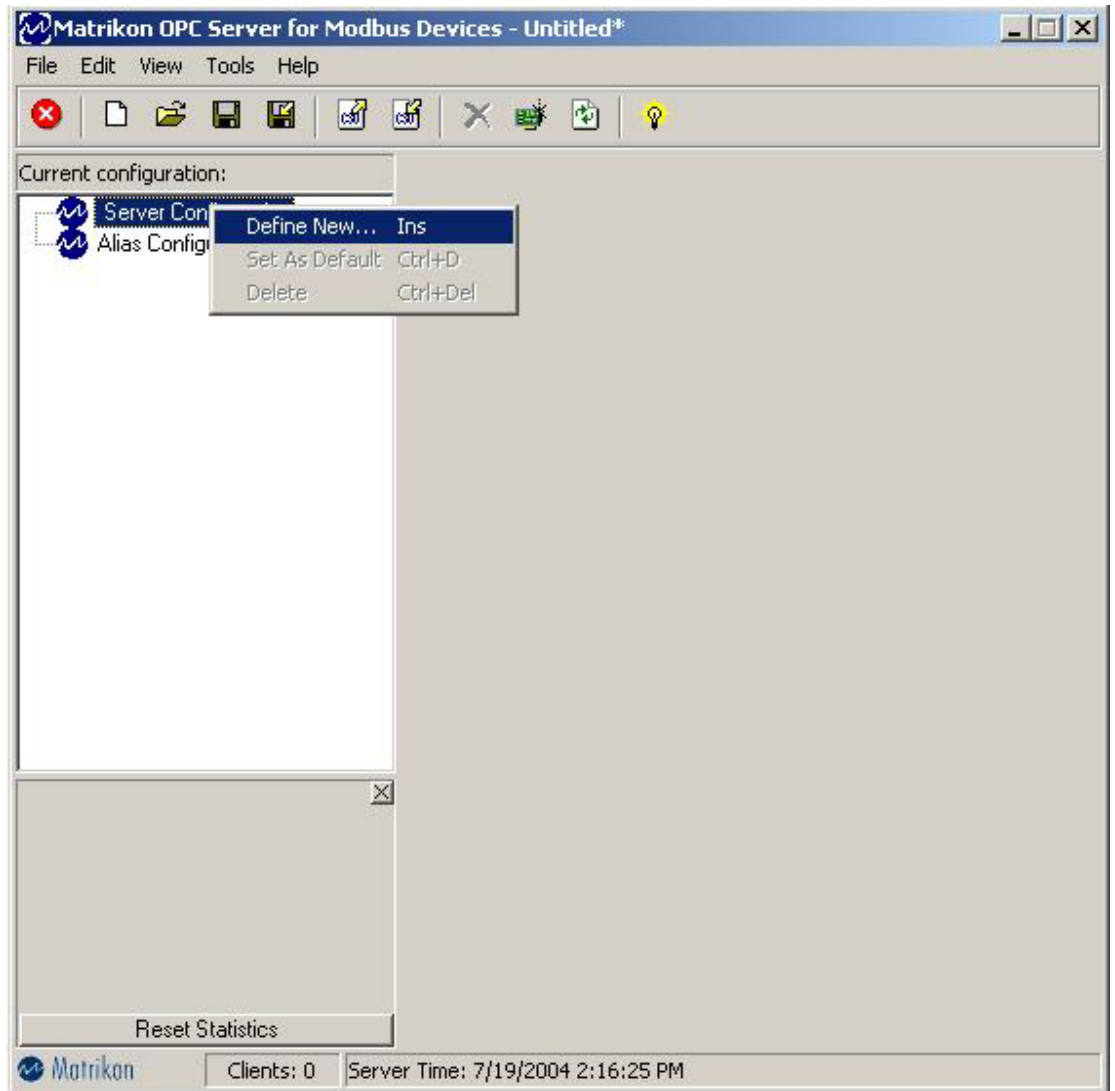 Matrikon OPC Server for Modbus Devices - Untitled*
File Edit View Tools Help
Current configuration:
Server Con
Define New... Ins
Alias Config
Set As Default Ctrl+D
Delete Ctrl+Del
Reset Statistics
Matrikon Clients: 0 Server Time: 7/19/2004 2:16:25 PM